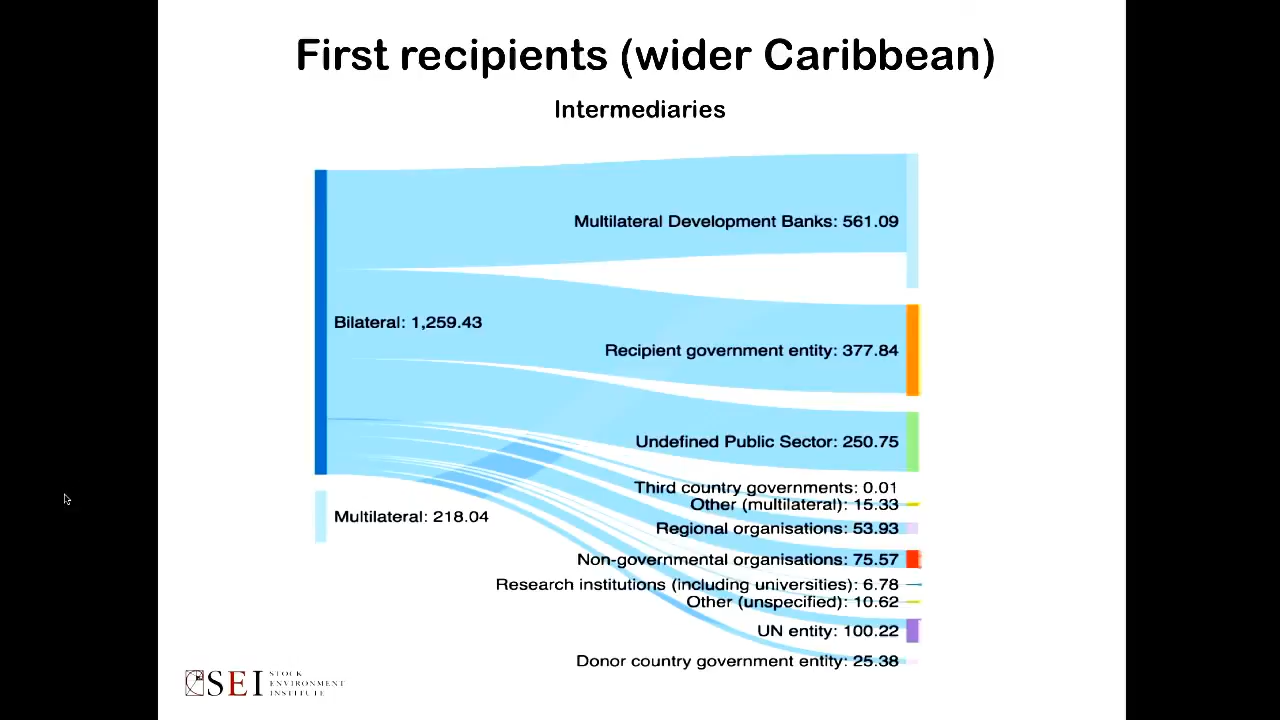 First recipients (wider Caribbean)
Intermediaries
Multilateral Development Banks: 561.09
Bilateral: 1,259.43
Recipient government entity: 377.84
Undefined Public Sector: 250.75
Third country governments: 0.01
Other (multilateral): 15.33
Multilateral: 218.04
Regional organisations: 53.93
Non-governmental organisations: 75.57
Research institutions (including universities): 6.78
Other (unspecified): 10.62
UN entity: 100.22
Donor country government entity: 25.38
SEI
STOCK
ENVIRONMENT
INSTITUTE